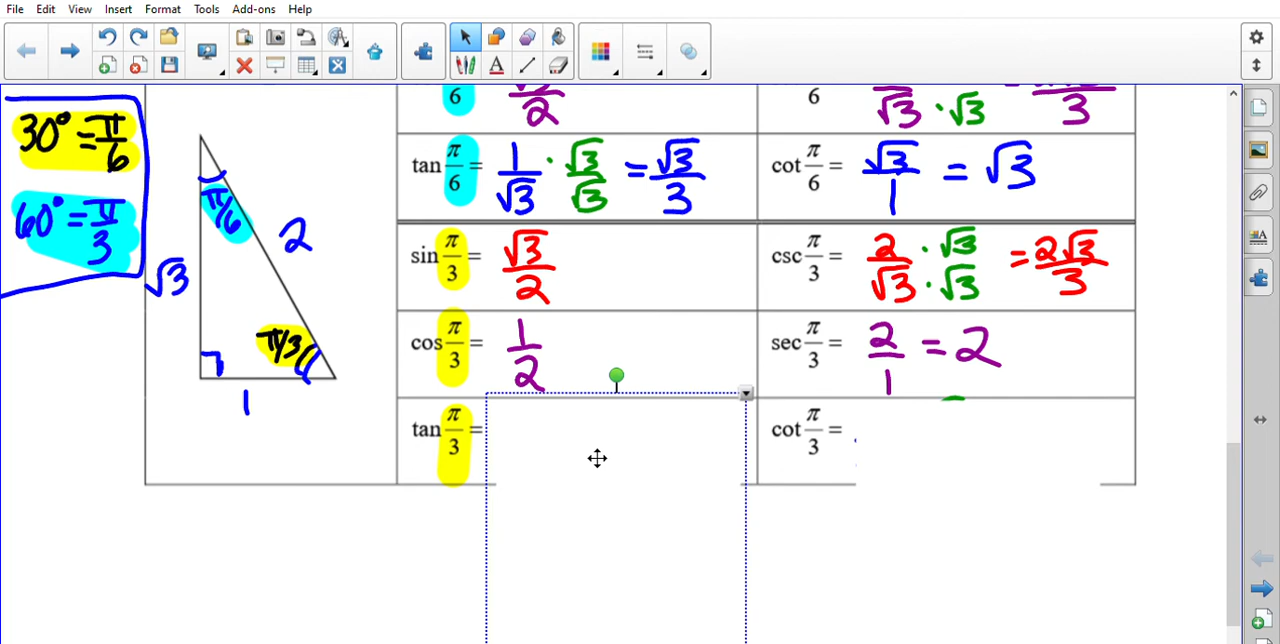 File Edit View Insert Format Tools Add-ons Help
30° = π/6
60° = π/3
π/6
2
√3
π/3
1
6 √3/2
6 √3 · √3 3
tan π/6 = 1/√3 · √3/√3 = √3/3
cot π/6 = √3/1 = √3
sin π/3 = √3/2
csc π/3 = 2/√3 · √3/√3 = 2√3/3
cos π/3 = 1/2
sec π/3 = 2/1 = 2
tan π/3 =
cot π/3 =